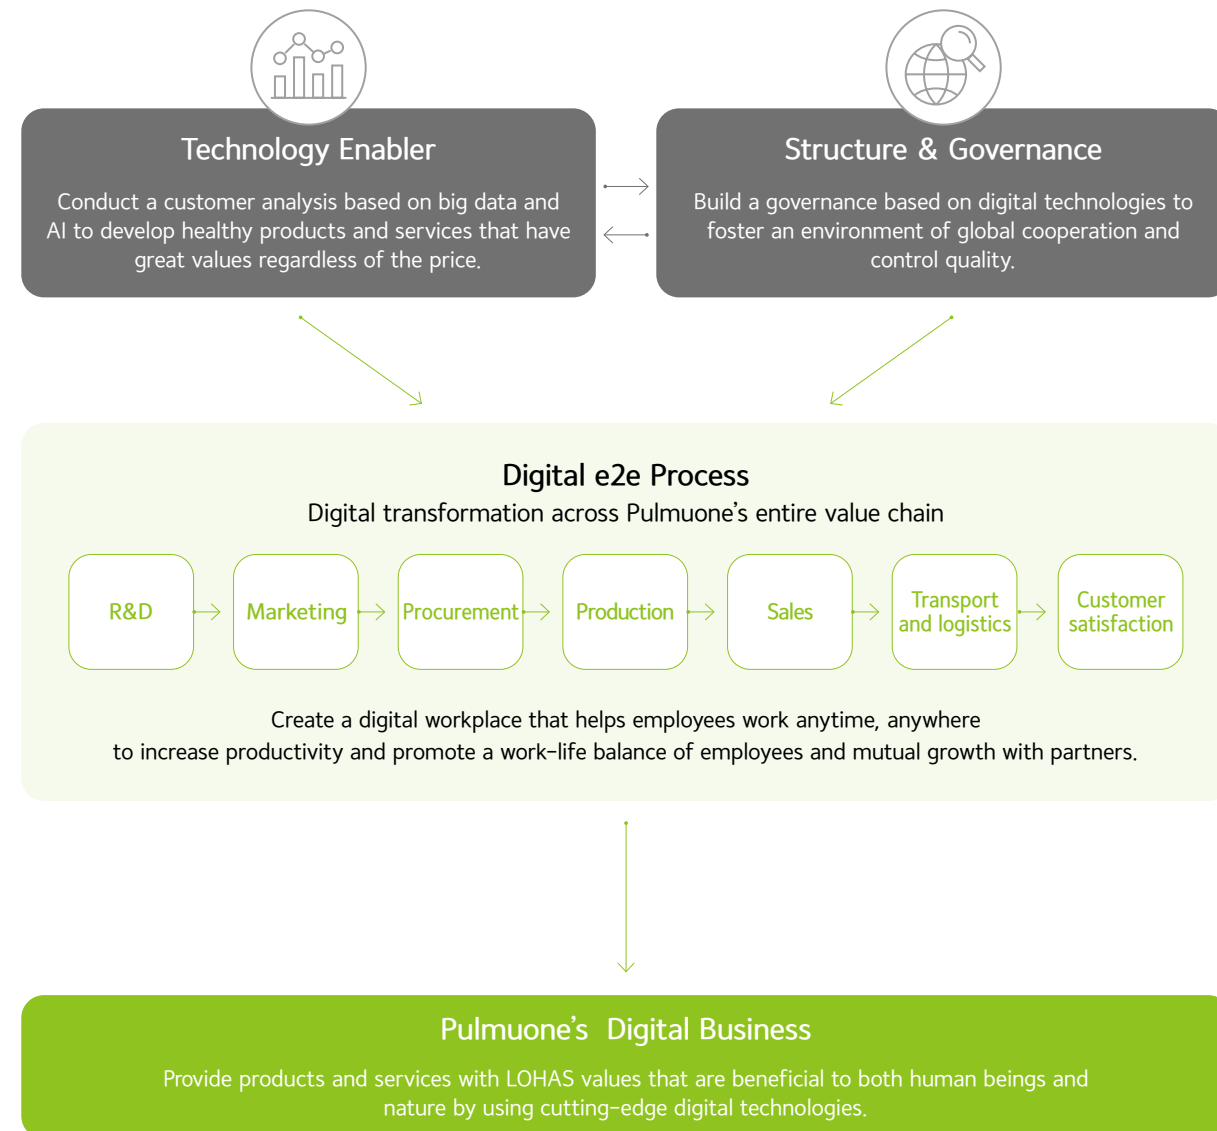 Technology Enabler
Conduct a customer analysis based on big data and
AI to develop healthy products and services that have
great values regardless of the price.
Structure & Governance
Build a governance based on digital technologies to
foster an environment of global cooperation and
control quality.
Digital e2e Process
Digital transformation across Pulmuone's entire value chain
R&D
Marketing
Procurement
Production
Sales
Transport
and logistics
Customer
satisfaction
Create a digital workplace that helps employees work anytime, anywhere
to increase productivity and promote a work-life balance of employees and mutual growth with partners.
Pulmuone's Digital Business
Provide products and services with LOHAS values that are beneficial to both human beings and
nature by using cutting-edge digital technologies.